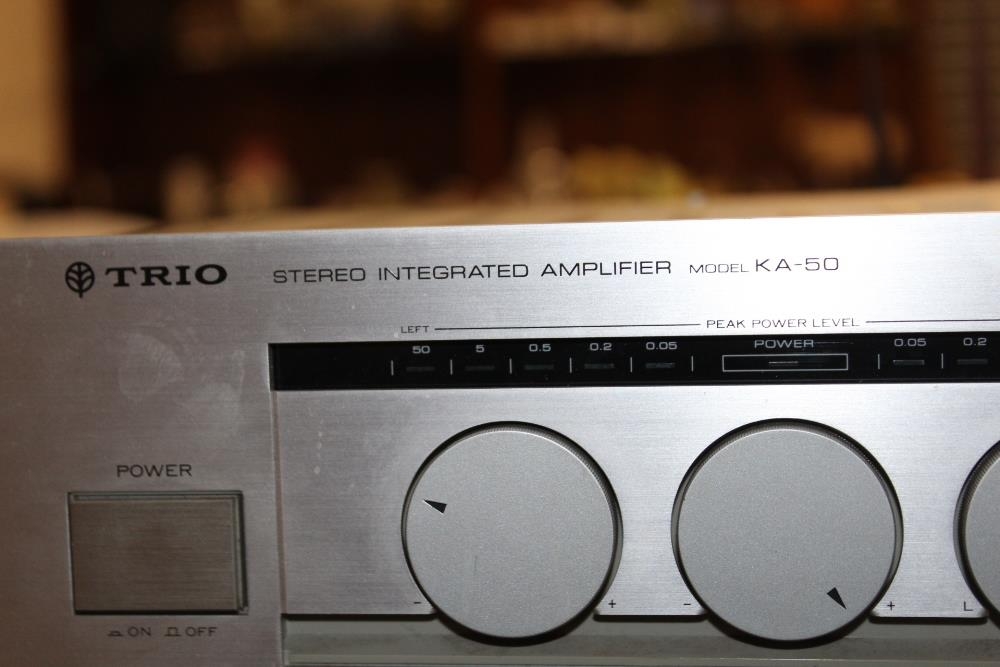 TRIO STEREO INTEGRATED AMPLIFIER MODEL KA-50
LEFT PEAK POWER LEVEL
50 5 0.5 0.2 0.05 POWER 0.05 0.2
POWER
- + - + L
ON OFF